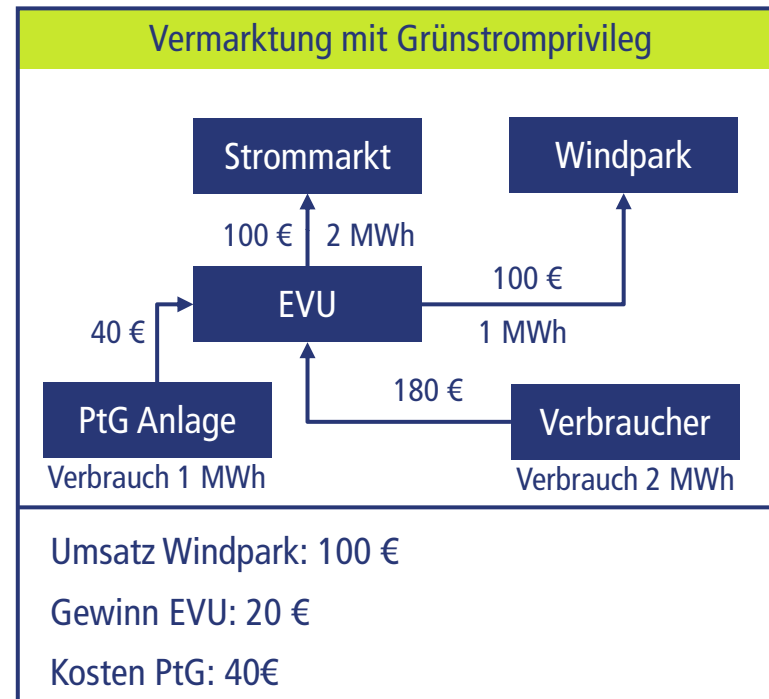 Vermarktung mit Grünstromprivileg
Strommarkt
Windpark
100 € 2 MWh
EVU
100 €
1 MWh
40 €
180 €
PtG Anlage
Verbraucher
Verbrauch 1 MWh
Verbrauch 2 MWh
Umsatz Windpark: 100 €
Gewinn EVU: 20 €
Kosten PtG: 40€